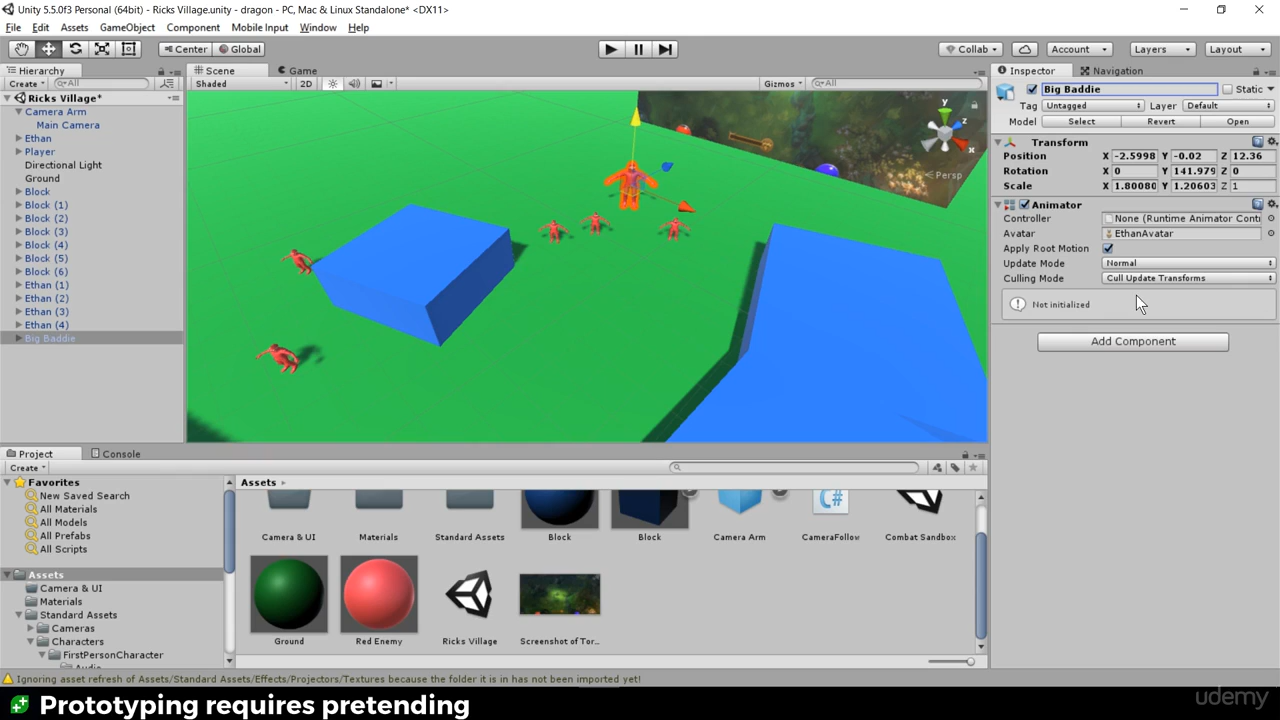 Unity 5.5.0f3 Personal (64bit) - Ricks Village.unity - dragon - PC, Mac & Linux Standalone* <DX11>
File Edit Assets GameObject Component Mobile Input Window Help
Center Global Collab Account Layers Layout
Hierarchy
Create All
Ricks Village*
Camera Arm
Main Camera
Ethan
Player
Directional Light
Ground
Block
Block (1)
Block (2)
Block (3)
Block (4)
Block (5)
Block (6)
Ethan (1)
Ethan (2)
Ethan (3)
Ethan (4)
Big Baddie
Scene Game
Shaded 2D Gizmos All
y
z
x
Persp
Inspector Navigation
Big Baddie Static
Tag Untagged Layer Default
Model Select Revert Open
Transform
Position X -2.5998 Y -0.02 Z 12.36
Rotation X 0 Y 141.979 Z 0
Scale X 1.80080 Y 1.20603 Z 1
Animator
Controller None (Runtime Animator Conti
Avatar EthanAvatar
Apply Root Motion
Update Mode Normal
Culling Mode Cull Update Transforms
Not initialized
Add Component
Project Console
Create
Favorites
New Saved Search
All Materials
All Models
All Prefabs
All Scripts
Assets
Camera & UI
Materials
Standard Assets
Cameras
Characters
FirstPersonCharacter
Audio
Assets
C#
Camera & UI Materials Standard Assets Block Block Camera Arm CameraFollow Combat Sandbox
Ground Red Enemy Ricks Village Screenshot of Tor...
Ignoring asset refresh of Assets/Standard Assets/Effects/Projectors/Textures because the folder it is in has not been imported yet!
Prototyping requires pretending
udemy